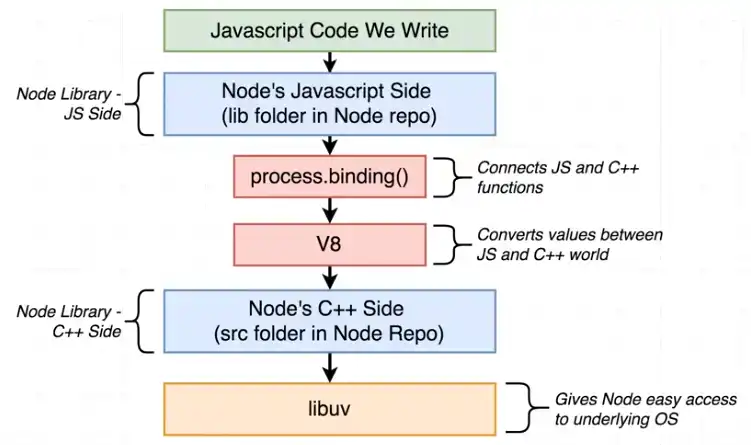 Javascript Code We Write
Node Library -
JS Side
Node's Javascript Side
(lib folder in Node repo)
process.binding()
Connects JS and C++
functions
V8
Converts values between
JS and C++ world
Node Library -
C++ Side
Node's C++ Side
(src folder in Node Repo)
libuv
Gives Node easy access
to underlying OS